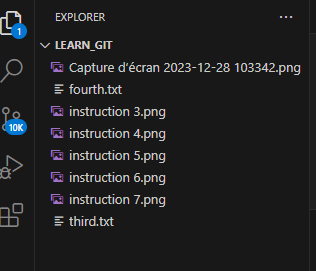 EXPLORER
LEARN_GIT
Capture d'écran 2023-12-28 103342.png
fourth.txt
instruction 3.png
instruction 4.png
instruction 5.png
instruction 6.png
instruction 7.png
third.txt
1
10K